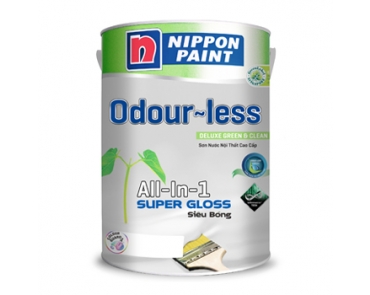 n
NIPPON
PAINT
Odour~less
DELUXE GREEN & CLEAN
Sơn Nước Nội Thất Cao Cấp
All-In-1
SUPER GLOSS
Siêu Bóng